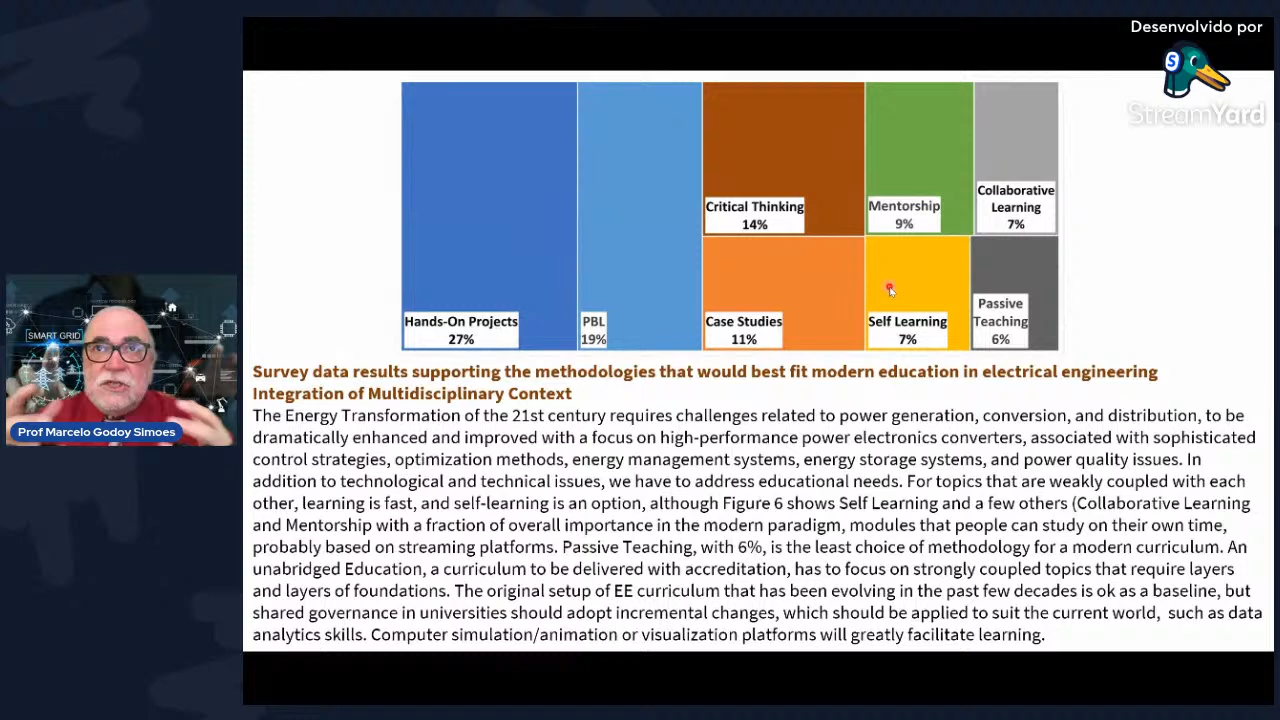 Desenvolvido por
S
StreamYard
Critical Thinking
14%
Mentorship
9%
Collaborative
Learning
7%
Hands-On Projects
27%
PBL
19%
Case Studies
11%
Self Learning
7%
Passive
Teaching
6%
SMART GRID
Prof Marcelo Godoy Simoes
Survey data results supporting the methodologies that would best fit modern education in electrical engineering
Integration of Multidisciplinary Context
The Energy Transformation of the 21st century requires challenges related to power generation, conversion, and distribution, to be
dramatically enhanced and improved with a focus on high-performance power electronics converters, associated with sophisticated
control strategies, optimization methods, energy management systems, energy storage systems, and power quality issues. In
addition to technological and technical issues, we have to address educational needs. For topics that are weakly coupled with each
other, learning is fast, and self-learning is an option, although Figure 6 shows Self Learning and a few others (Collaborative Learning
and Mentorship with a fraction of overall importance in the modern paradigm, modules that people can study on their own time,
probably based on streaming platforms. Passive Teaching, with 6%, is the least choice of methodology for a modern curriculum. An
unabridged Education, a curriculum to be delivered with accreditation, has to focus on strongly coupled topics that require layers
and layers of foundations. The original setup of EE curriculum that has been evolving in the past few decades is ok as a baseline, but
shared governance in universities should adopt incremental changes, which should be applied to suit the current world, such as data
analytics skills. Computer simulation/animation or visualization platforms will greatly facilitate learning.